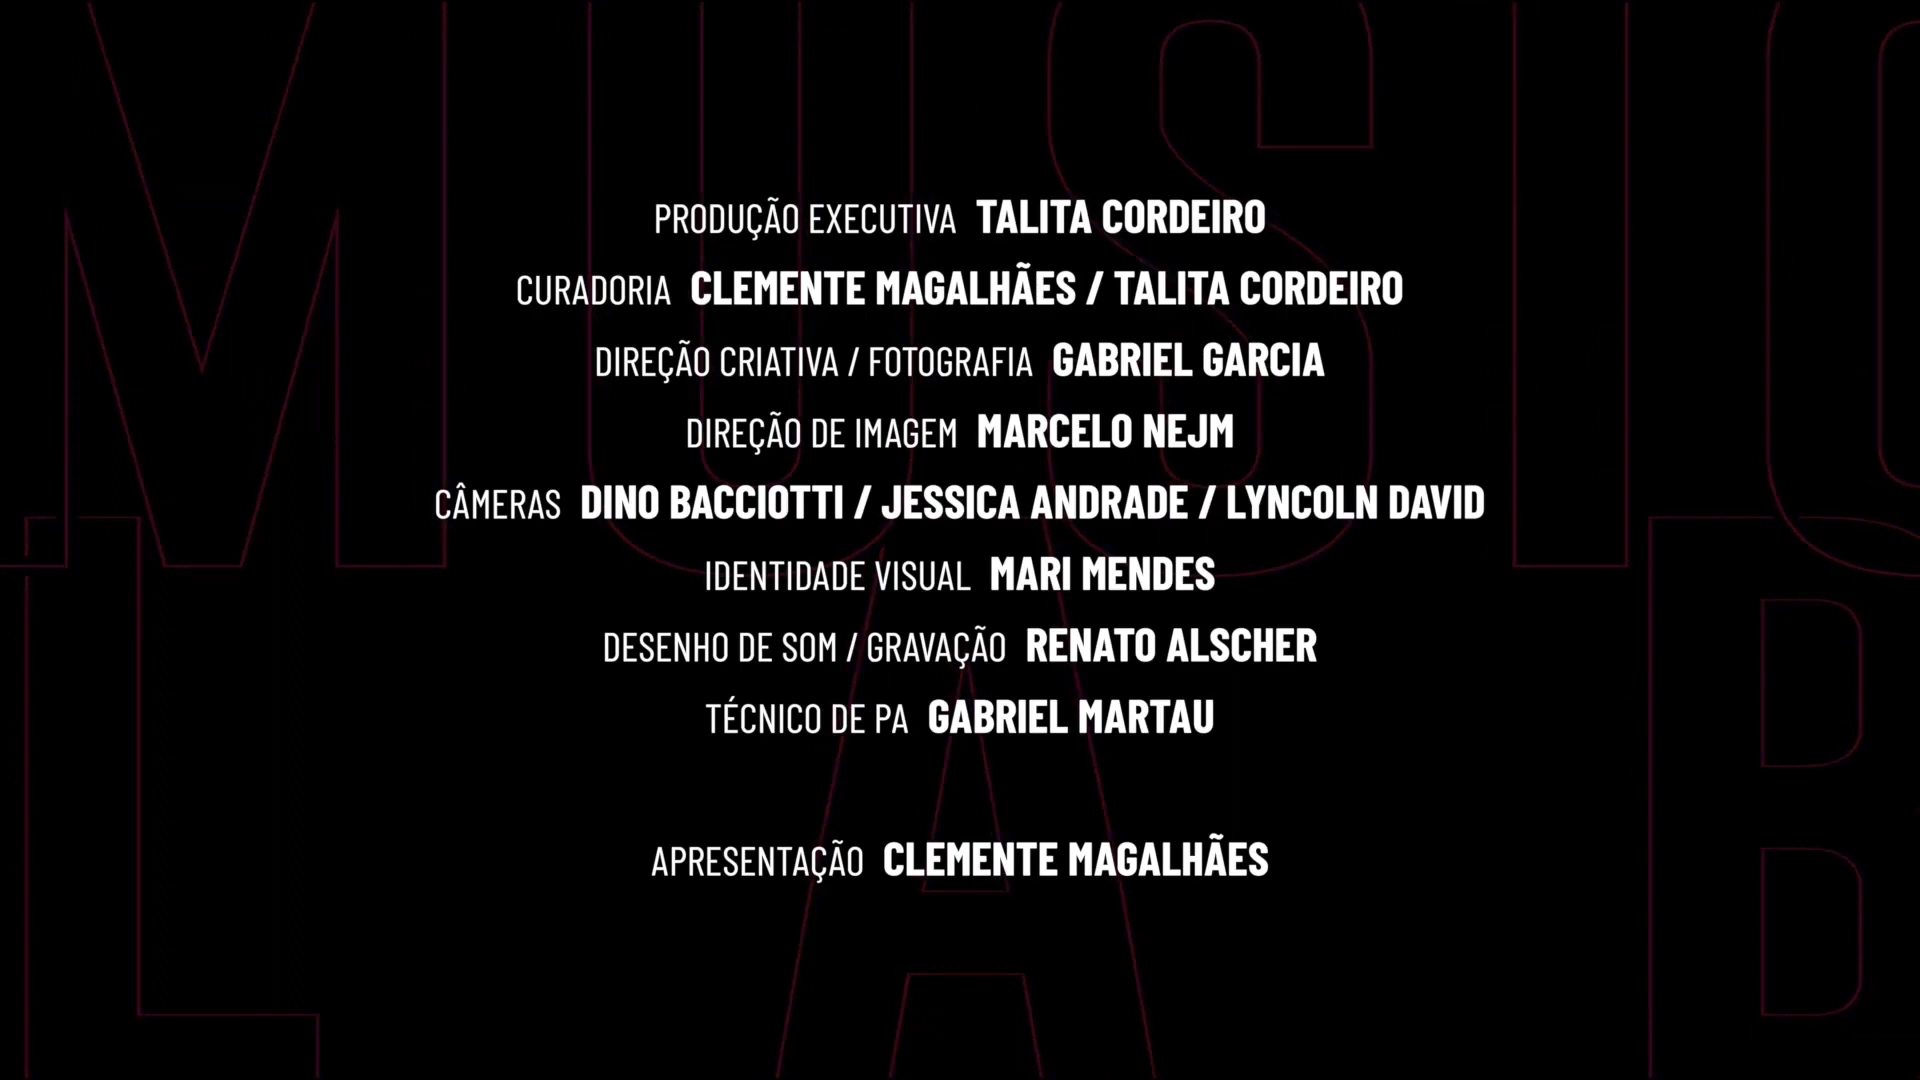 MUSIC
LAB
PRODUÇÃO EXECUTIVA TALITA CORDEIRO
CURADORIA CLEMENTE MAGALHÃES / TALITA CORDEIRO
DIREÇÃO CRIATIVA / FOTOGRAFIA GABRIEL GARCIA
DIREÇÃO DE IMAGEM MARCELO NEJM
CÂMERAS DINO BACCIOTTI / JESSICA ANDRADE / LYNCOLN DAVID
IDENTIDADE VISUAL MARI MENDES
DESENHO DE SOM / GRAVAÇÃO RENATO ALSCHER
TÉCNICO DE PA GABRIEL MARTAU
APRESENTAÇÃO CLEMENTE MAGALHÃES